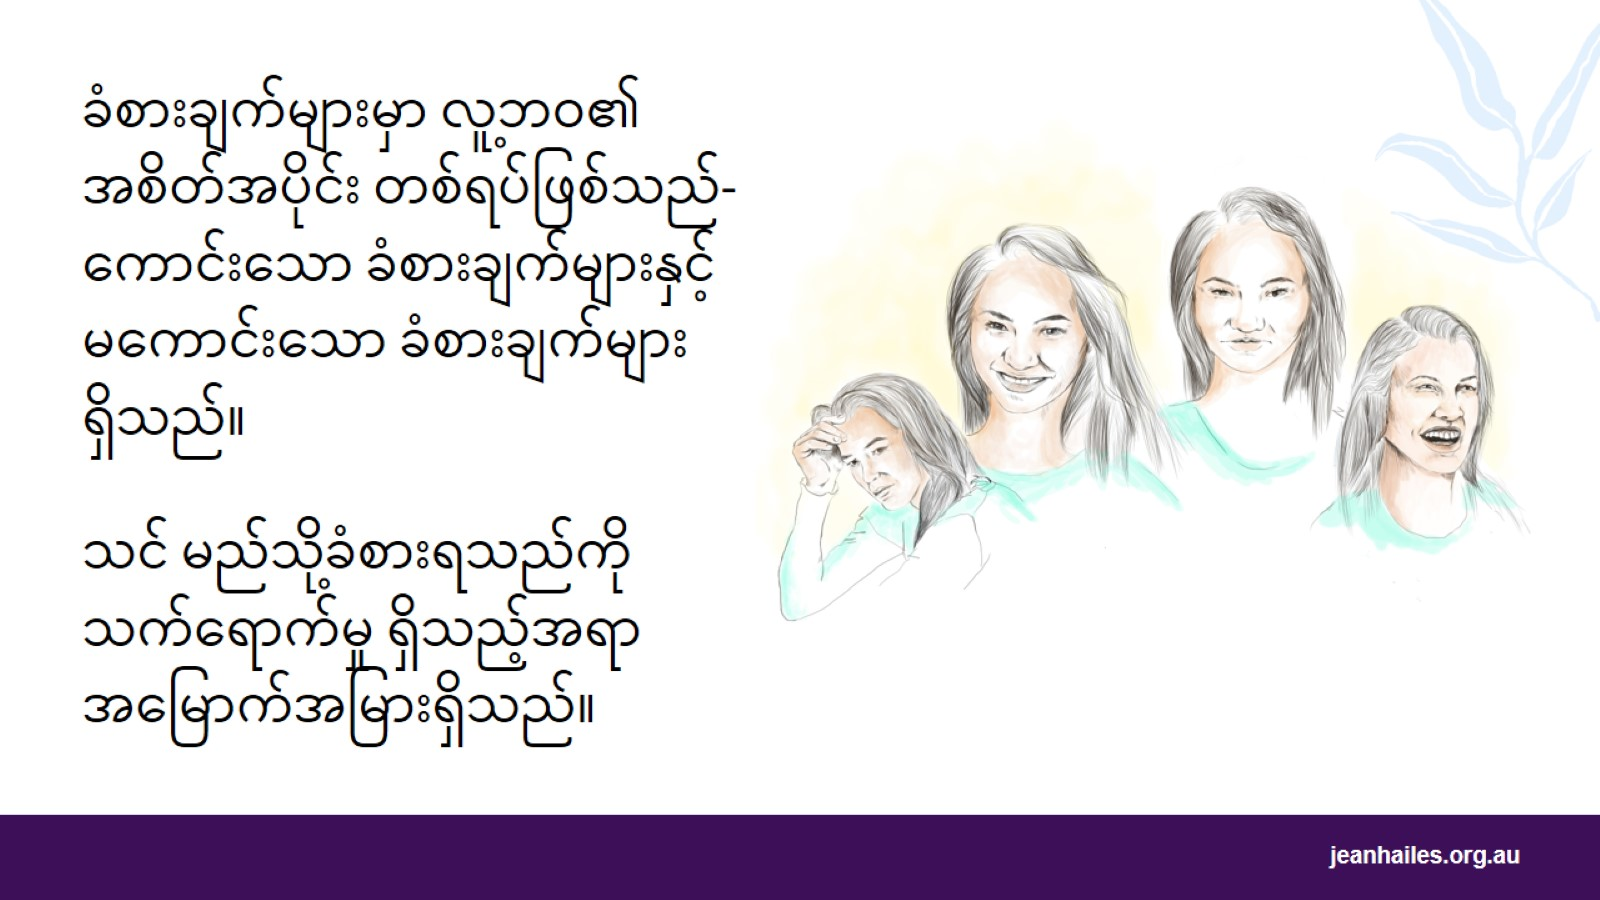 ခံစားချက်များမှာ လူ့ဘဝ၏
အစိတ်အပိုင်း တစ်ရပ်ဖြစ်သည်-
ကောင်းသော ခံစားချက်များနှင့်
မကောင်းသော ခံစားချက်များ
ရှိသည်။
သင် မည်သို့ခံစားရသည်ကို
သက်ရောက်မှု ရှိသည့်အရာ
အမြောက်အမြားရှိသည်။
jeanhailes.org.au